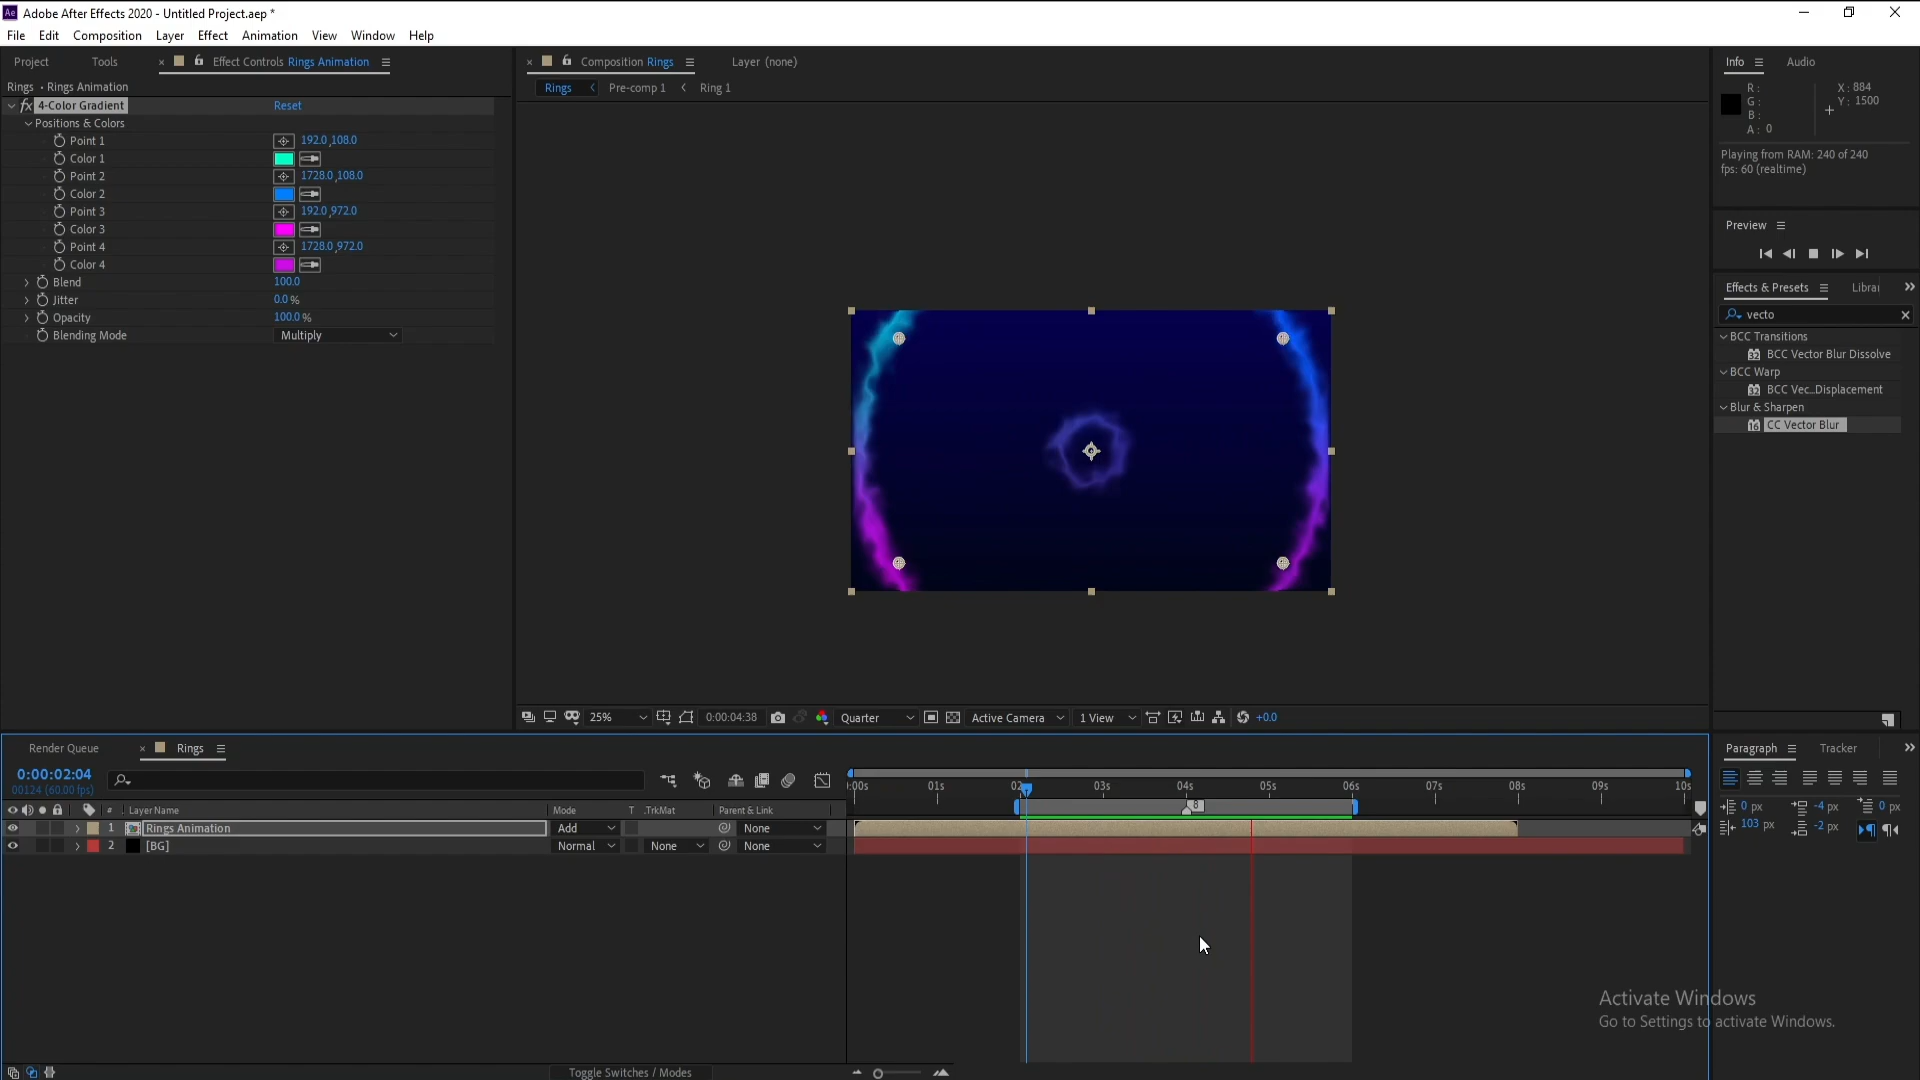 Ae Adobe After Effects 2020 - Untitled Project.aep *
File Edit Composition Layer Effect Animation View Window Help
Project Tools × Effect Controls Rings Animation
Rings • Rings Animation
fx 4-Color Gradient Reset
Positions & Colors
Point 1 192.0,108.0
Color 1
Point 2 1728.0,108.0
Color 2
Point 3 192.0,972.0
Color 3
Point 4 1728.0,972.0
Color 4
Blend 100.0
Jitter 0.0 %
Opacity 100.0 %
Blending Mode Multiply
× Composition Rings Layer (none)
Rings Pre-comp 1 Ring 1
25% 0:00:04:38 Quarter Active Camera 1 View +0.0
Info Audio
R :
G :
B :
A : 0
X : 884
Y : 1500
Playing from RAM: 240 of 240
fps: 60 (realtime)
Preview
Effects & Presets Librai
vecto
BCC Transitions
32 BCC Vector Blur Dissolve
BCC Warp
32 BCC Vec...Displacement
Blur & Sharpen
16 CC Vector Blur
Render Queue × Rings
0:00:02:04
00124 (60.00 fps)
# Layer Name Mode T .TrkMat Parent & Link
1 Rings Animation Add None
2 [BG] Normal None None
:00s 01s 02 03s 04s 05s 06s 07s 08s 09s 10s
8
Toggle Switches / Modes
Paragraph Tracker
0 px -4 px 0 px
103 px -2 px
Activate Windows
Go to Settings to activate Windows.